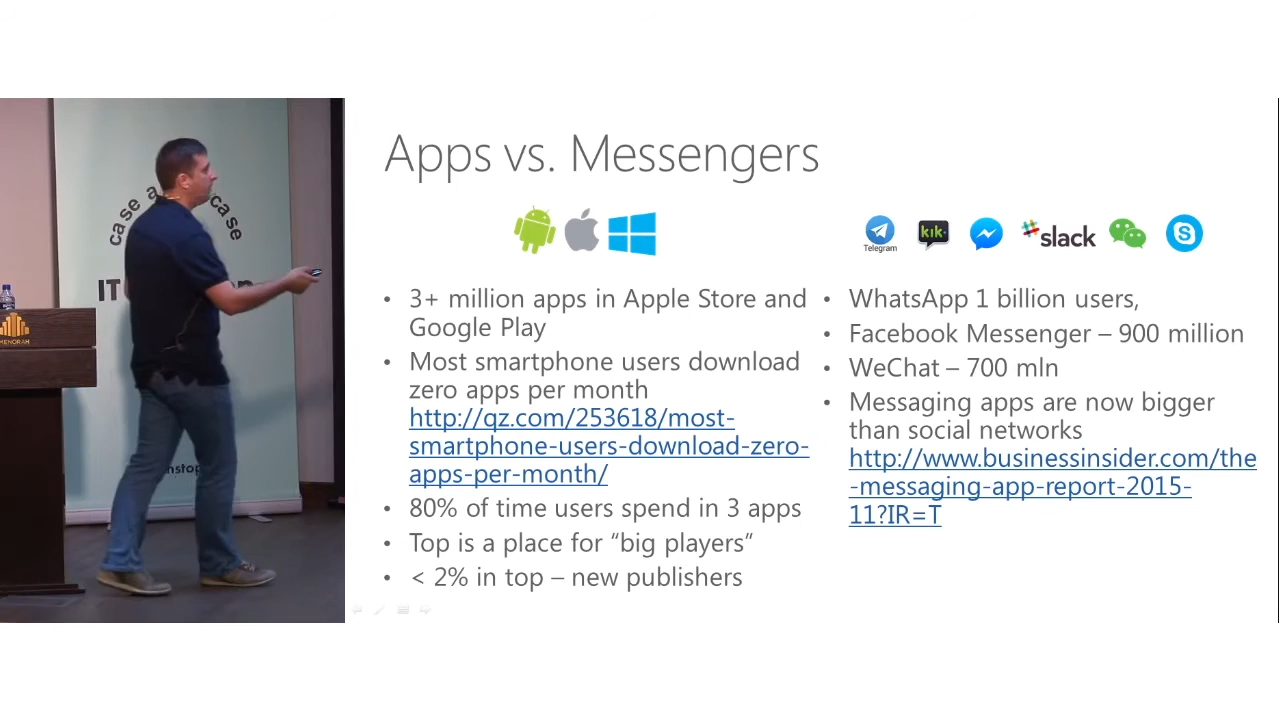 Apps vs. Messengers
Telegram
kik
slack
3+ million apps in Apple Store and
Google Play
Most smartphone users download
zero apps per month
http://qz.com/253618/most-
smartphone-users-download-zero-
apps-per-month/
80% of time users spend in 3 apps
Top is a place for “big players”
< 2% in top – new publishers
WhatsApp 1 billion users,
Facebook Messenger – 900 million
WeChat – 700 mln
Messaging apps are now bigger
than social networks
http://www.businessinsider.com/the
-messaging-app-report-2015-
11?IR=T
case
case
IT
MENORAH